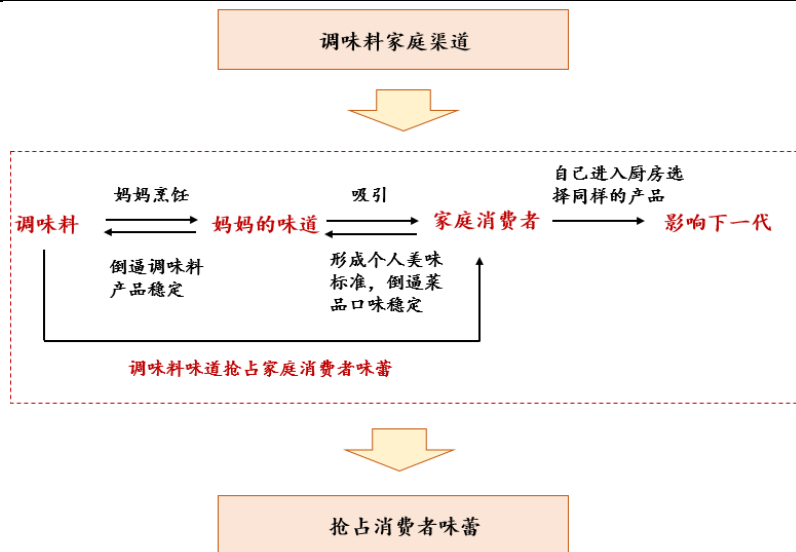 调味料家庭渠道
妈妈烹饪
吸引
自己进入厨房选
择同样的产品
调味料
妈妈的味道
家庭消费者
影响下一代
倒逼调味料
产品稳定
形成个人美味
标准，倒逼菜
品口味稳定
调味料味道抢占家庭消费者味蕾
抢占消费者味蕾